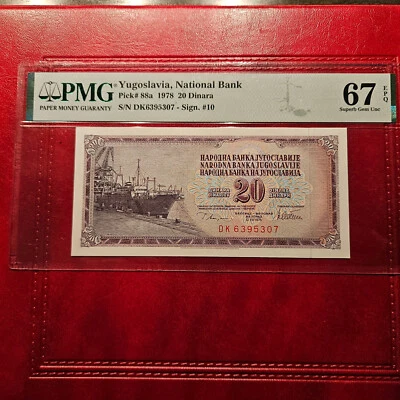 PMG
PAPER MONEY GUARANTY
Yugoslavia, National Bank
Pick# 88a 1978 20 Dinara
S/N DK6395307 - Sign. #10
67
EPQ
Superb Gem Unc
НАРОДНА БАНКА ЈУГОСЛАВИЈЕ
NARODNA BANKA JUGOSLAVIJE
НАРОДНА БАНКА НА ЈУГОСЛАВИЈА
20
DK 6395307